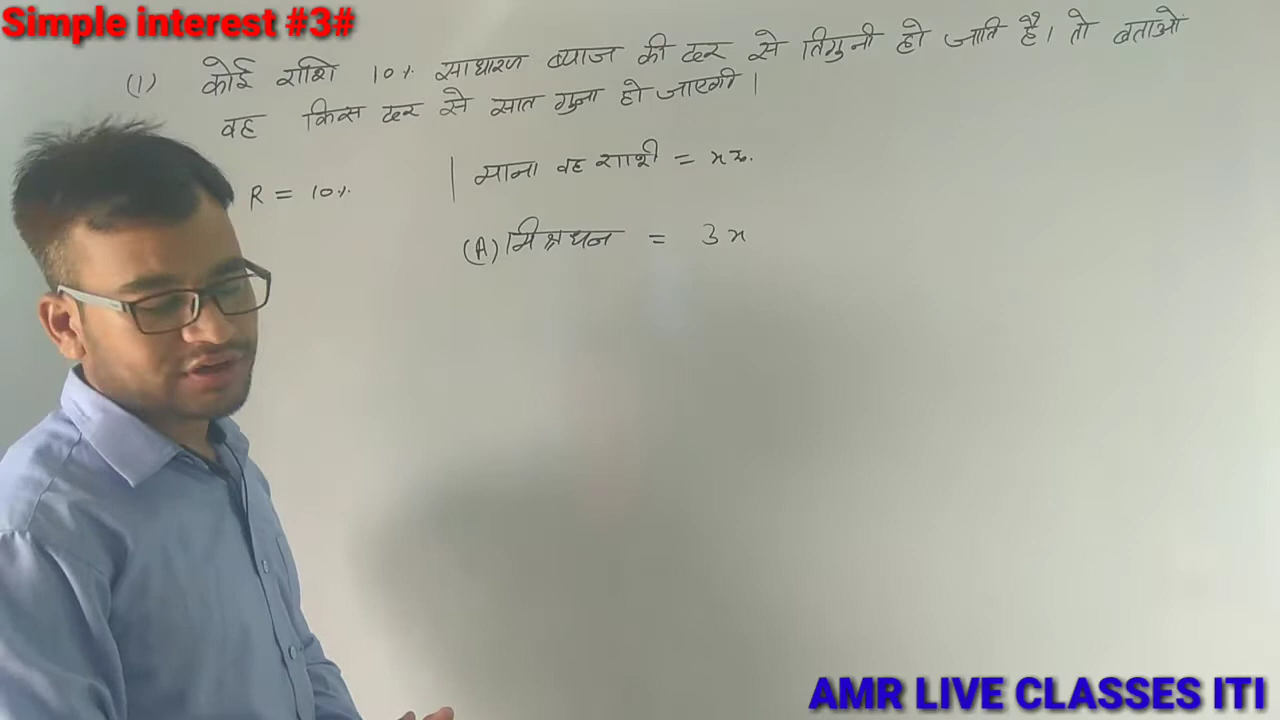 Simple interest #3#
(1) कोई राशि 10% साधारण ब्याज की दर से तिगुनी हो जाति है। तो बताओ
वह किस दर से सात गुना हो जाएगी।
R = 10%
माना वह राशी = x रु.
(A) मिश्रधन = 3x
AMR LIVE CLASSES ITI